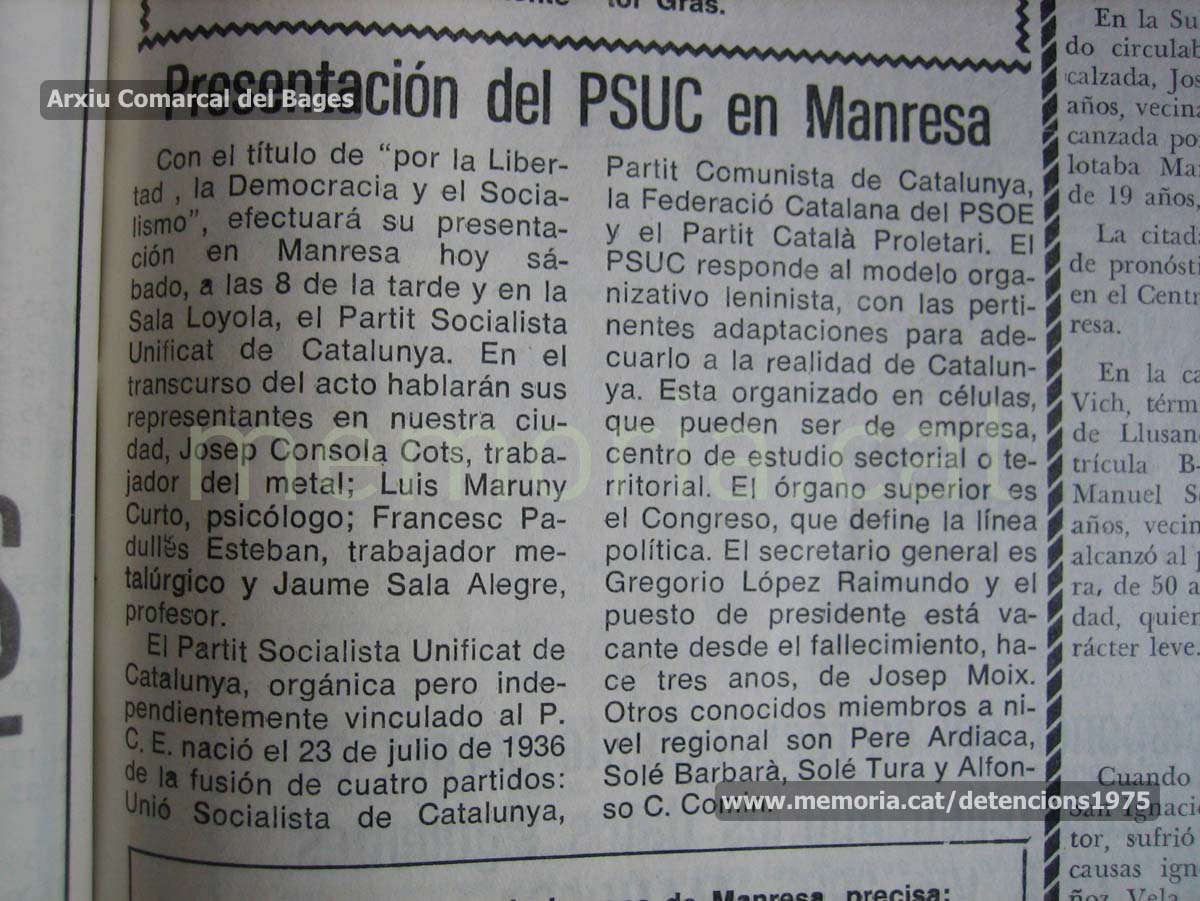 tor Gras.
Presentación del PSUC en Manresa
Arxiu Comarcal del Bages
Con el título de “por la Liber-
tad , la Democracia y el Socia-
lismo”, efectuará su presenta-
ción en Manresa hoy sá-
bado, a las 8 de la tarde y en la
Sala Loyola, el Partit Socialista
Unificat de Catalunya. En el
transcurso del acto hablarán sus
representantes en nuestra ciu-
dad, Josep Consola Cots, traba-
jador del metal; Luis Maruny
Curto, psicólogo; Francesc Pa-
dullés Esteban, trabajador me-
talúrgico y Jaume Sala Alegre,
profesor.
El Partit Socialista Unificat de
Catalunya, orgánica pero inde-
pendientemente vinculado al P.
C. E. nació el 23 de julio de 1936
de la fusión de cuatro partidos:
Unió Socialista de Catalunya,
Partit Comunista de Catalunya,
la Federació Catalana del PSOE
y el Partit Català Proletari. El
PSUC responde al modelo orga-
nizativo leninista, con las perti-
nentes adaptaciones para ade-
cuarlo a la realidad de Catalun-
ya. Esta organizado en células,
que pueden ser de empresa,
centro de estudio sectorial o te-
rritorial. El órgano superior es
el Congreso, que define la línea
política. El secretario general es
Gregorio López Raimundo y el
puesto de presidente está va-
cante desde el fallecimiento, ha-
ce tres anos, de Josep Moix.
Otros conocidos miembros a ni-
vel regional son Pere Ardiaca,
Solé Barbarà, Solé Tura y Alfon-
so C. Comín.
memoria.cat
www.memoria.cat/detencions1975
de Manresa, precisa:
En la Su
do circulab
calzada, Jos
años, vecina
canzada po
lotaba Mar
de 19 años,
La citada
de pronósti
en el Centr
resa.
En la ca
Vich, térm
de Llusan
trícula B-
Manuel S
años, vecin
alcanzó al
ra, de 50 a
dad, quien
rácter leve.
Cuando
San Ignaci
tor, sufrió
causas ign
ñoz Vela